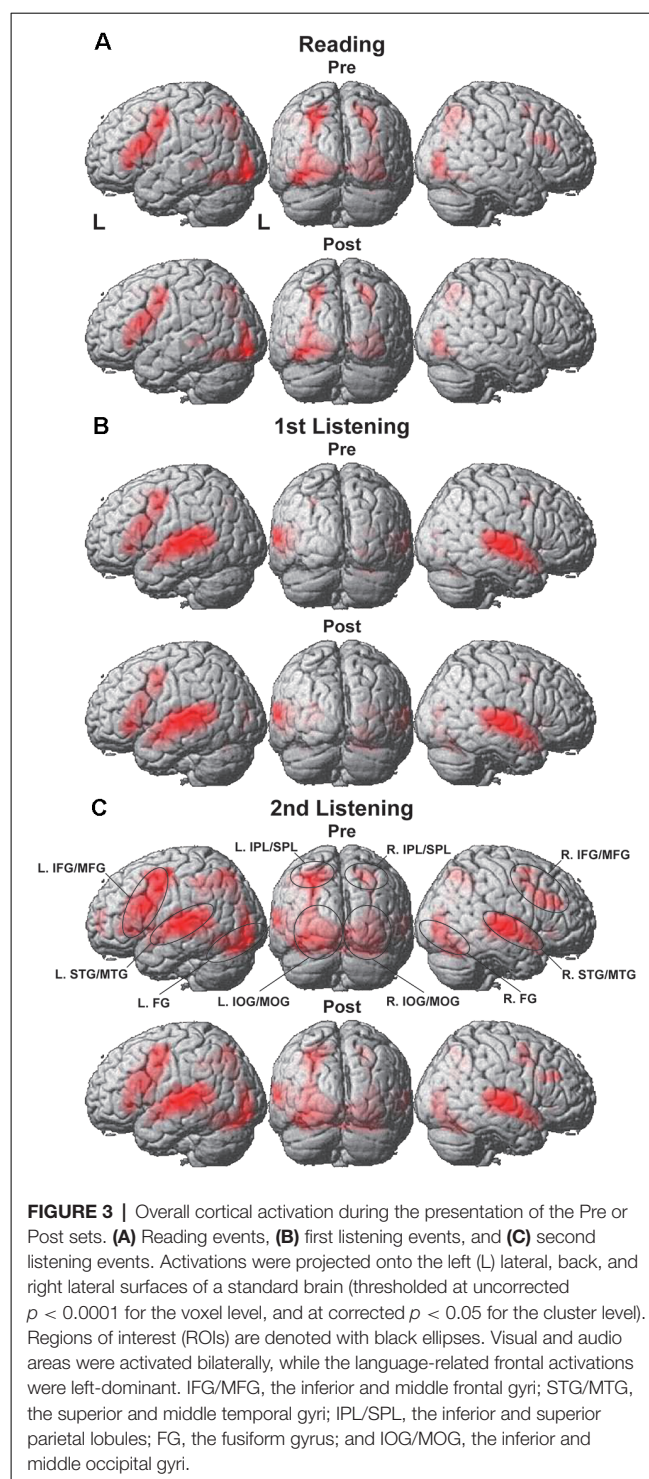 A
Reading
Pre
L
L
Post
B
1st Listening
Pre
Post
C
2nd Listening
Pre
L. IFG/MFG
L. IPL/SPL
R. IPL/SPL
R. IFG/MFG
L. STG/MTG
L. FG
L. IOG/MOG
R. IOG/MOG
R. FG
R. STG/MTG
Post
FIGURE 3 | Overall cortical activation during the presentation of the Pre or
Post sets. (A) Reading events, (B) first listening events, and (C) second
listening events. Activations were projected onto the left (L) lateral, back, and
right lateral surfaces of a standard brain (thresholded at uncorrected
p < 0.0001 for the voxel level, and at corrected p < 0.05 for the cluster level).
Regions of interest (ROIs) are denoted with black ellipses. Visual and audio
areas were activated bilaterally, while the language-related frontal activations
were left-dominant. IFG/MFG, the inferior and middle frontal gyri; STG/MTG,
the superior and middle temporal gyri; IPL/SPL, the inferior and superior
parietal lobules; FG, the fusiform gyrus; and IOG/MOG, the inferior and
middle occipital gyri.